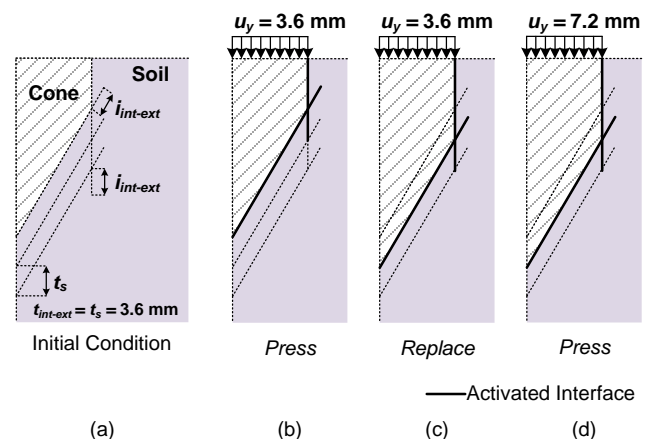 u_y = 3.6 mm
u_y = 3.6 mm
u_y = 7.2 mm
Soil
Cone
i_int-ext
i_int-ext
t_s
t_int-ext = t_s = 3.6 mm
Initial Condition
Press
Replace
Press
Activated Interface
(a)
(b)
(c)
(d)